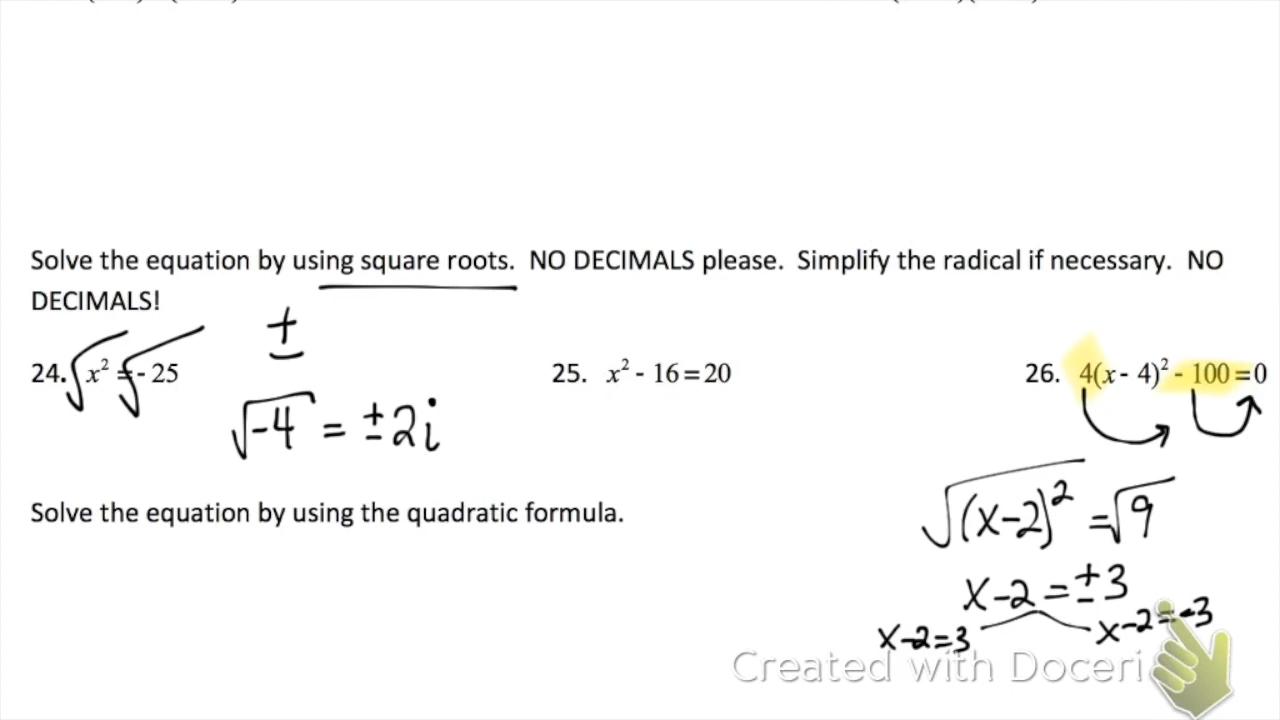 Solve the equation by using square roots. NO DECIMALS please. Simplify the radical if necessary. NO
DECIMALS!
±
24. √x² = √- 25
25. x² - 16 = 20
26. 4(x - 4)² - 100 = 0
√-4 = ±2i
Solve the equation by using the quadratic formula.
√(x-2)² = √9
x-2 = ±3
x-2=3
x-2=-3
Created with Doceri